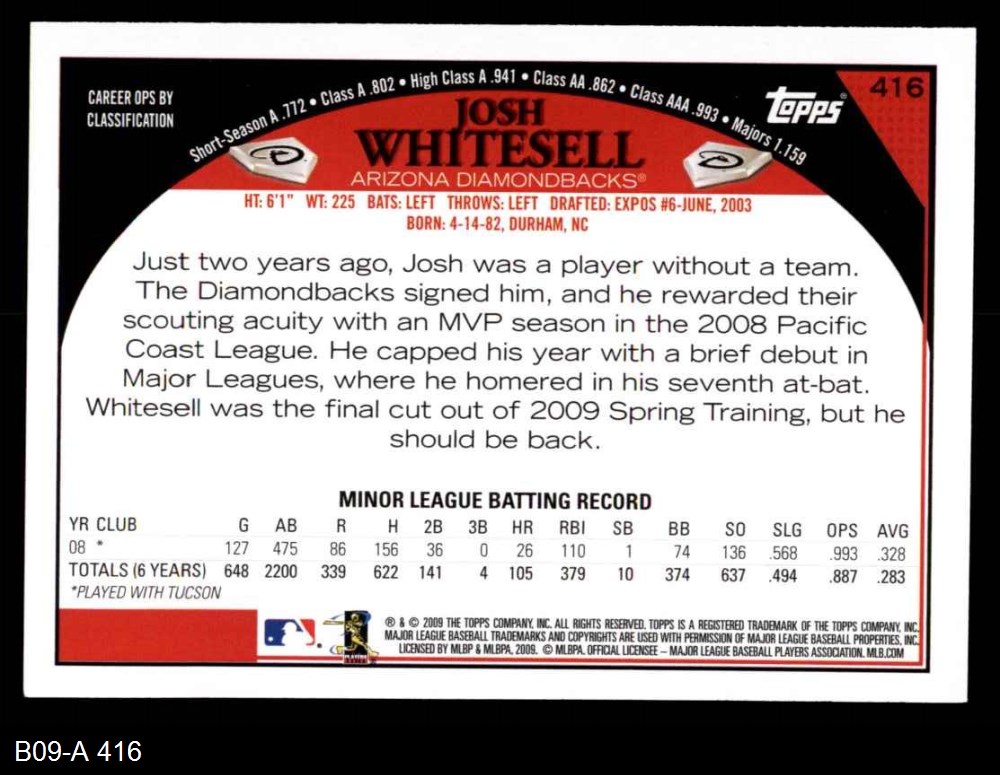 416
CAREER OPS BY
CLASSIFICATION
Short-Season A .772 • Class A .802 • High Class A .941 • Class AA .862 • Class AAA .993 • Majors 1.159
Topps®
JOSH
WHITESELL
ARIZONA DIAMONDBACKS®
HT: 6'1" WT: 225 BATS: LEFT THROWS: LEFT DRAFTED: EXPOS #6-JUNE, 2003
BORN: 4-14-82, DURHAM, NC
Just two years ago, Josh was a player without a team.
The Diamondbacks signed him, and he rewarded their
scouting acuity with an MVP season in the 2008 Pacific
Coast League. He capped his year with a brief debut in
Major Leagues, where he homered in his seventh at-bat.
Whitesell was the final cut out of 2009 Spring Training, but he
should be back.
MINOR LEAGUE BATTING RECORD
YR CLUB G AB R H 2B 3B HR RBI SB BB SO SLG OPS AVG
08 * 127 475 86 156 36 0 26 110 1 74 136 .568 .993 .328
TOTALS (6 YEARS) 648 2200 339 622 141 4 105 379 10 374 637 .494 .887 .283
*PLAYED WITH TUCSON
® & © 2009 THE TOPPS COMPANY, INC. ALL RIGHTS RESERVED. TOPPS IS A REGISTERED TRADEMARK OF THE TOPPS COMPANY, INC.
MAJOR LEAGUE BASEBALL TRADEMARKS AND COPYRIGHTS ARE USED WITH PERMISSION OF MAJOR LEAGUE BASEBALL PROPERTIES, INC.
LICENSED BY MLBP & MLBPA, 2009. © MLBPA. OFFICIAL LICENSEE – MAJOR LEAGUE BASEBALL PLAYERS ASSOCIATION. MLB.COM
B09-A 416